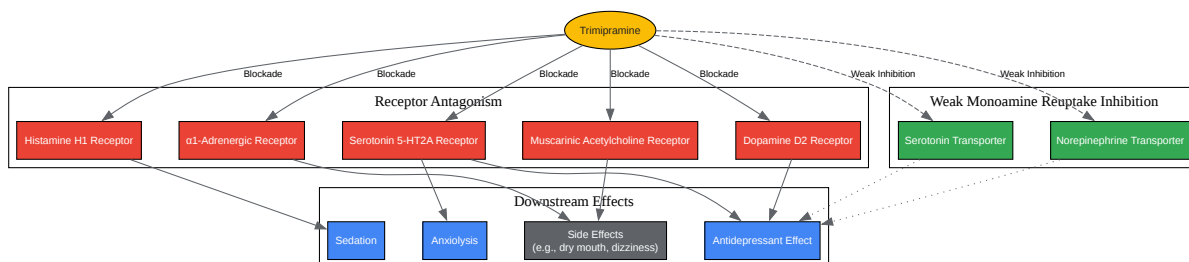 Trimipramine
Blockade
Blockade
Blockade
Blockade
Blockade
Weak Inhibition
Weak Inhibition
Receptor Antagonism
Weak Monoamine Reuptake Inhibition
Histamine H1 Receptor
α1-Adrenergic Receptor
Serotonin 5-HT2A Receptor
Muscarinic Acetylcholine Receptor
Dopamine D2 Receptor
Serotonin Transporter
Norepinephrine Transporter
Downstream Effects
Sedation
Anxiolysis
Side Effects
(e.g., dry mouth, dizziness)
Antidepressant Effect